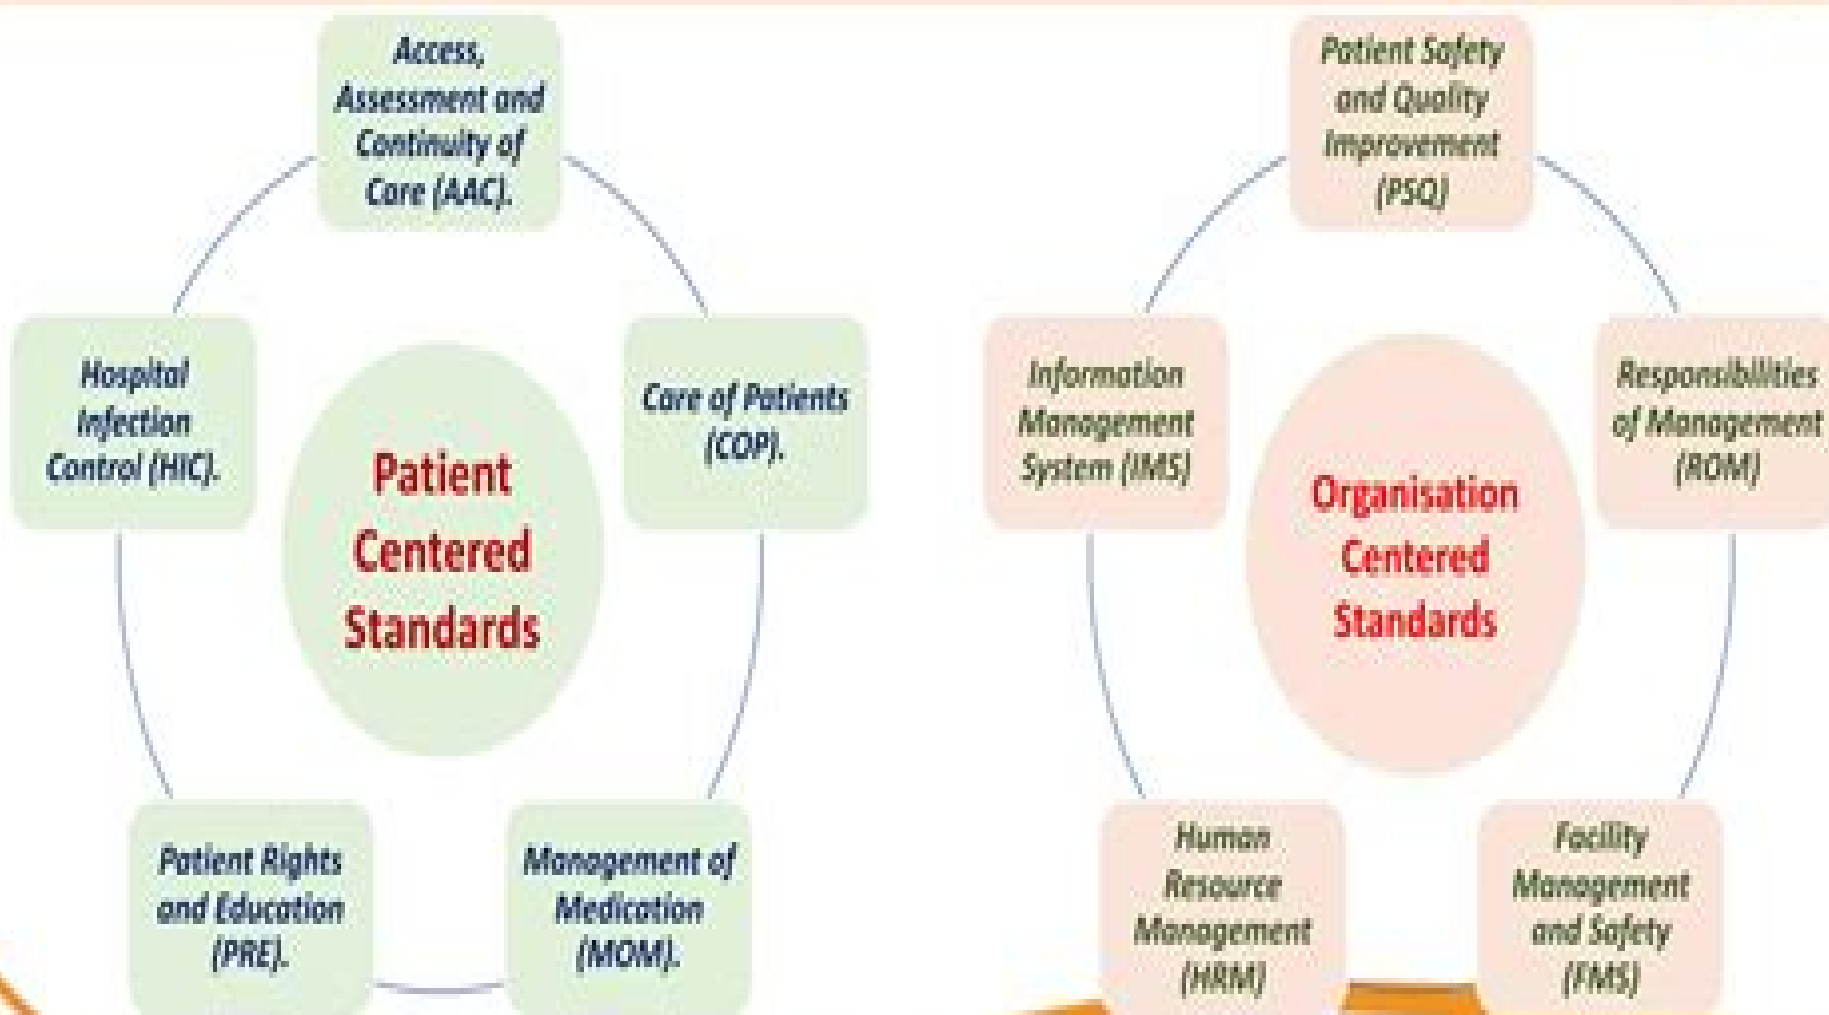 Access,
Assessment and
Continuity of
Care (AAC).
Care of Patients
(COP).
Management of
Medication
(MOM).
Patient Rights
and Education
(PRE).
Hospital
Infection
Control (HIC).
Patient
Centered
Standards
Patient Safety
and Quality
Improvement
(PSQ)
Responsibilities
of Management
(ROM)
Facility
Management
and Safety
(FMS)
Human
Resource
Management
(HRM)
Information
Management
System (IMS)
Organisation
Centered
Standards